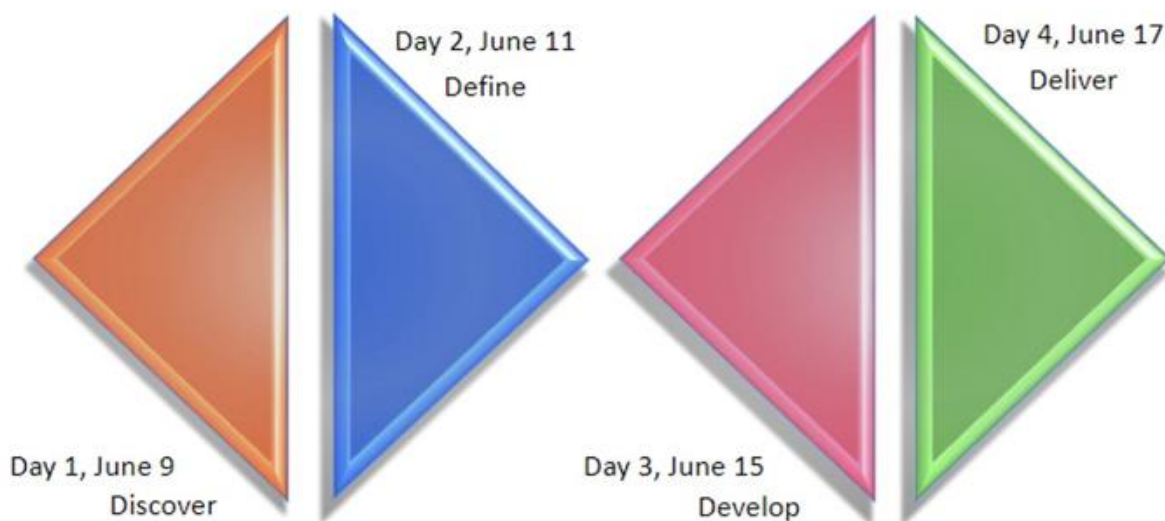 Day 1, June 9
Discover
Day 2, June 11
Define
Day 3, June 15
Develop
Day 4, June 17
Deliver